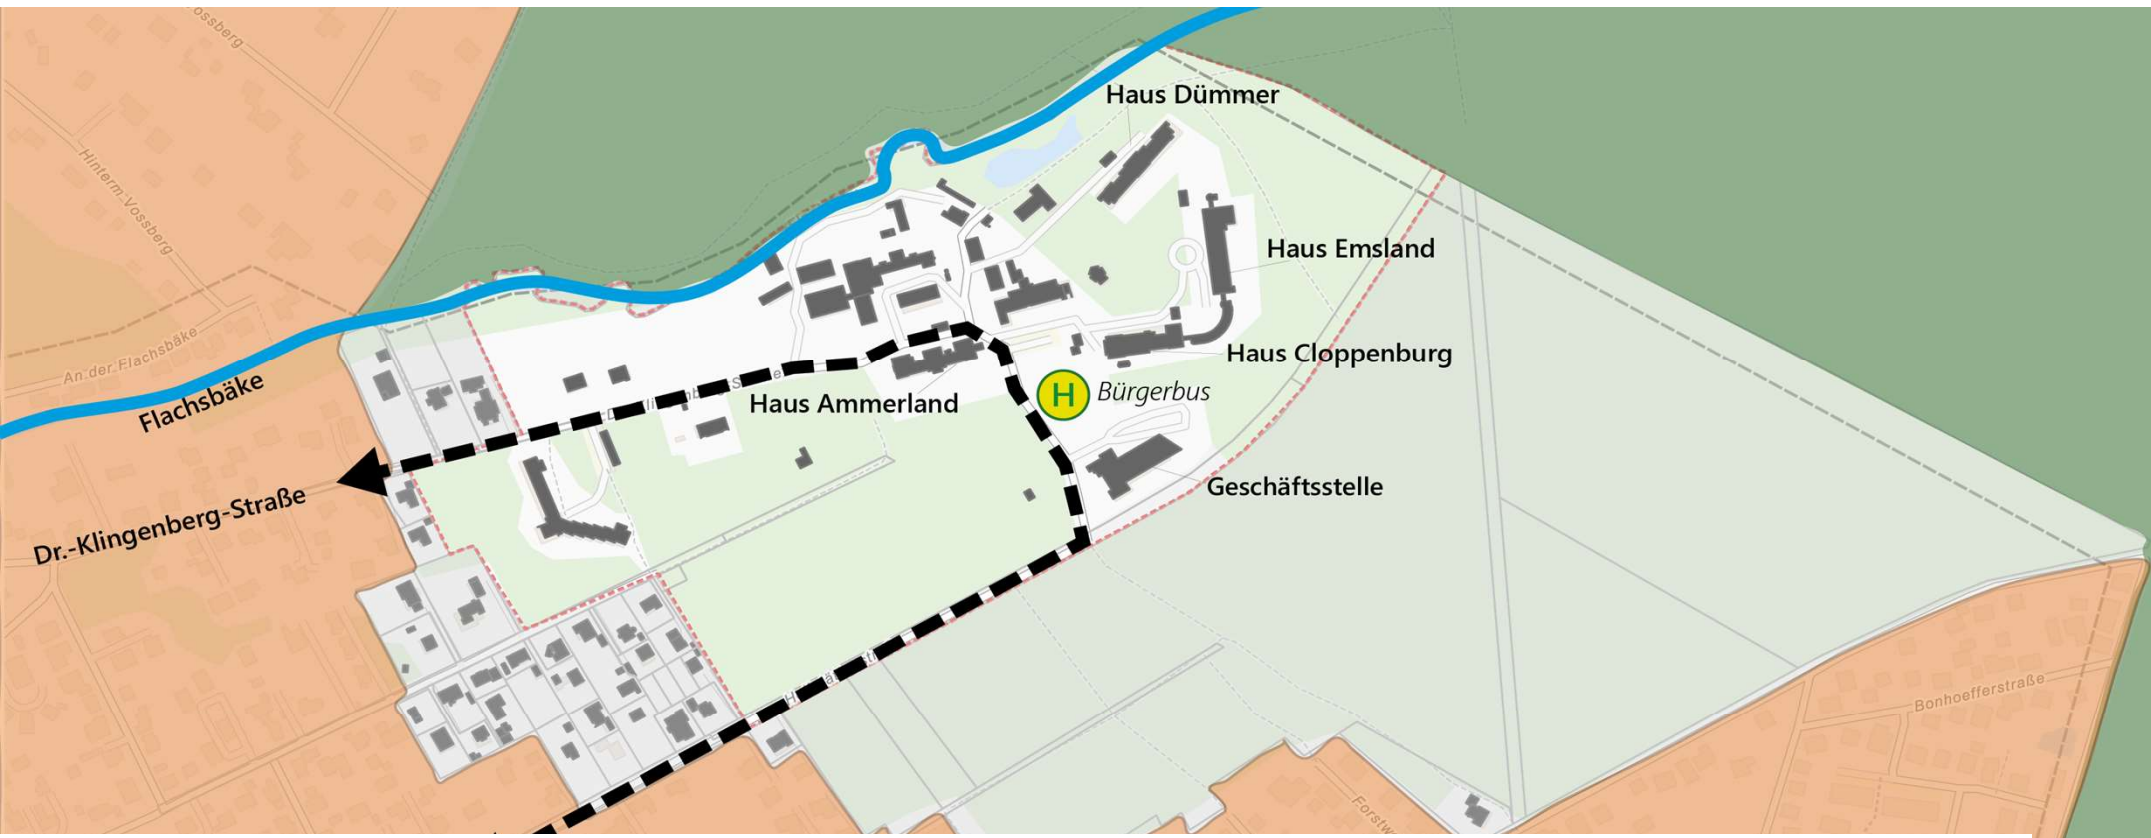 Vossberg
Haus Dümmer
Hinterm-Vossberg
Haus Emsland
An der Flachsbäke
Haus Cloppenburg
Flachsbäke
H Bürgerbus
Haus Ammerland
Geschäftsstelle
Dr.-Klingenberg-Straße
Bonhoefferstraße